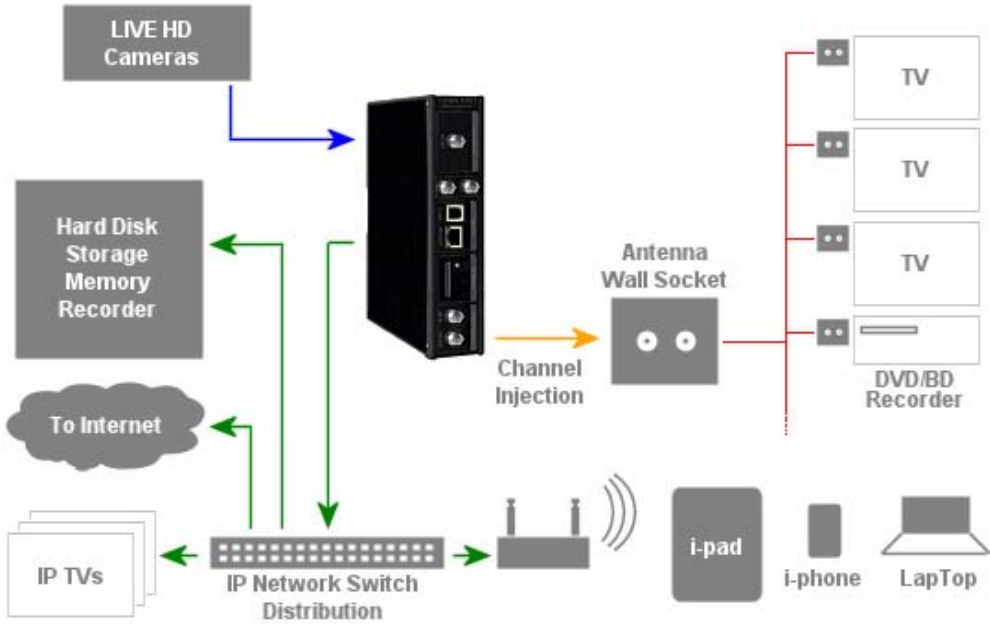 LIVE HD
Cameras
Hard Disk
Storage
Memory
Recorder
To Internet
IP TVs
IP Network Switch
Distribution
Channel
Injection
Antenna
Wall Socket
TV
TV
TV
DVD/BD
Recorder
i-pad
i-phone
LapTop